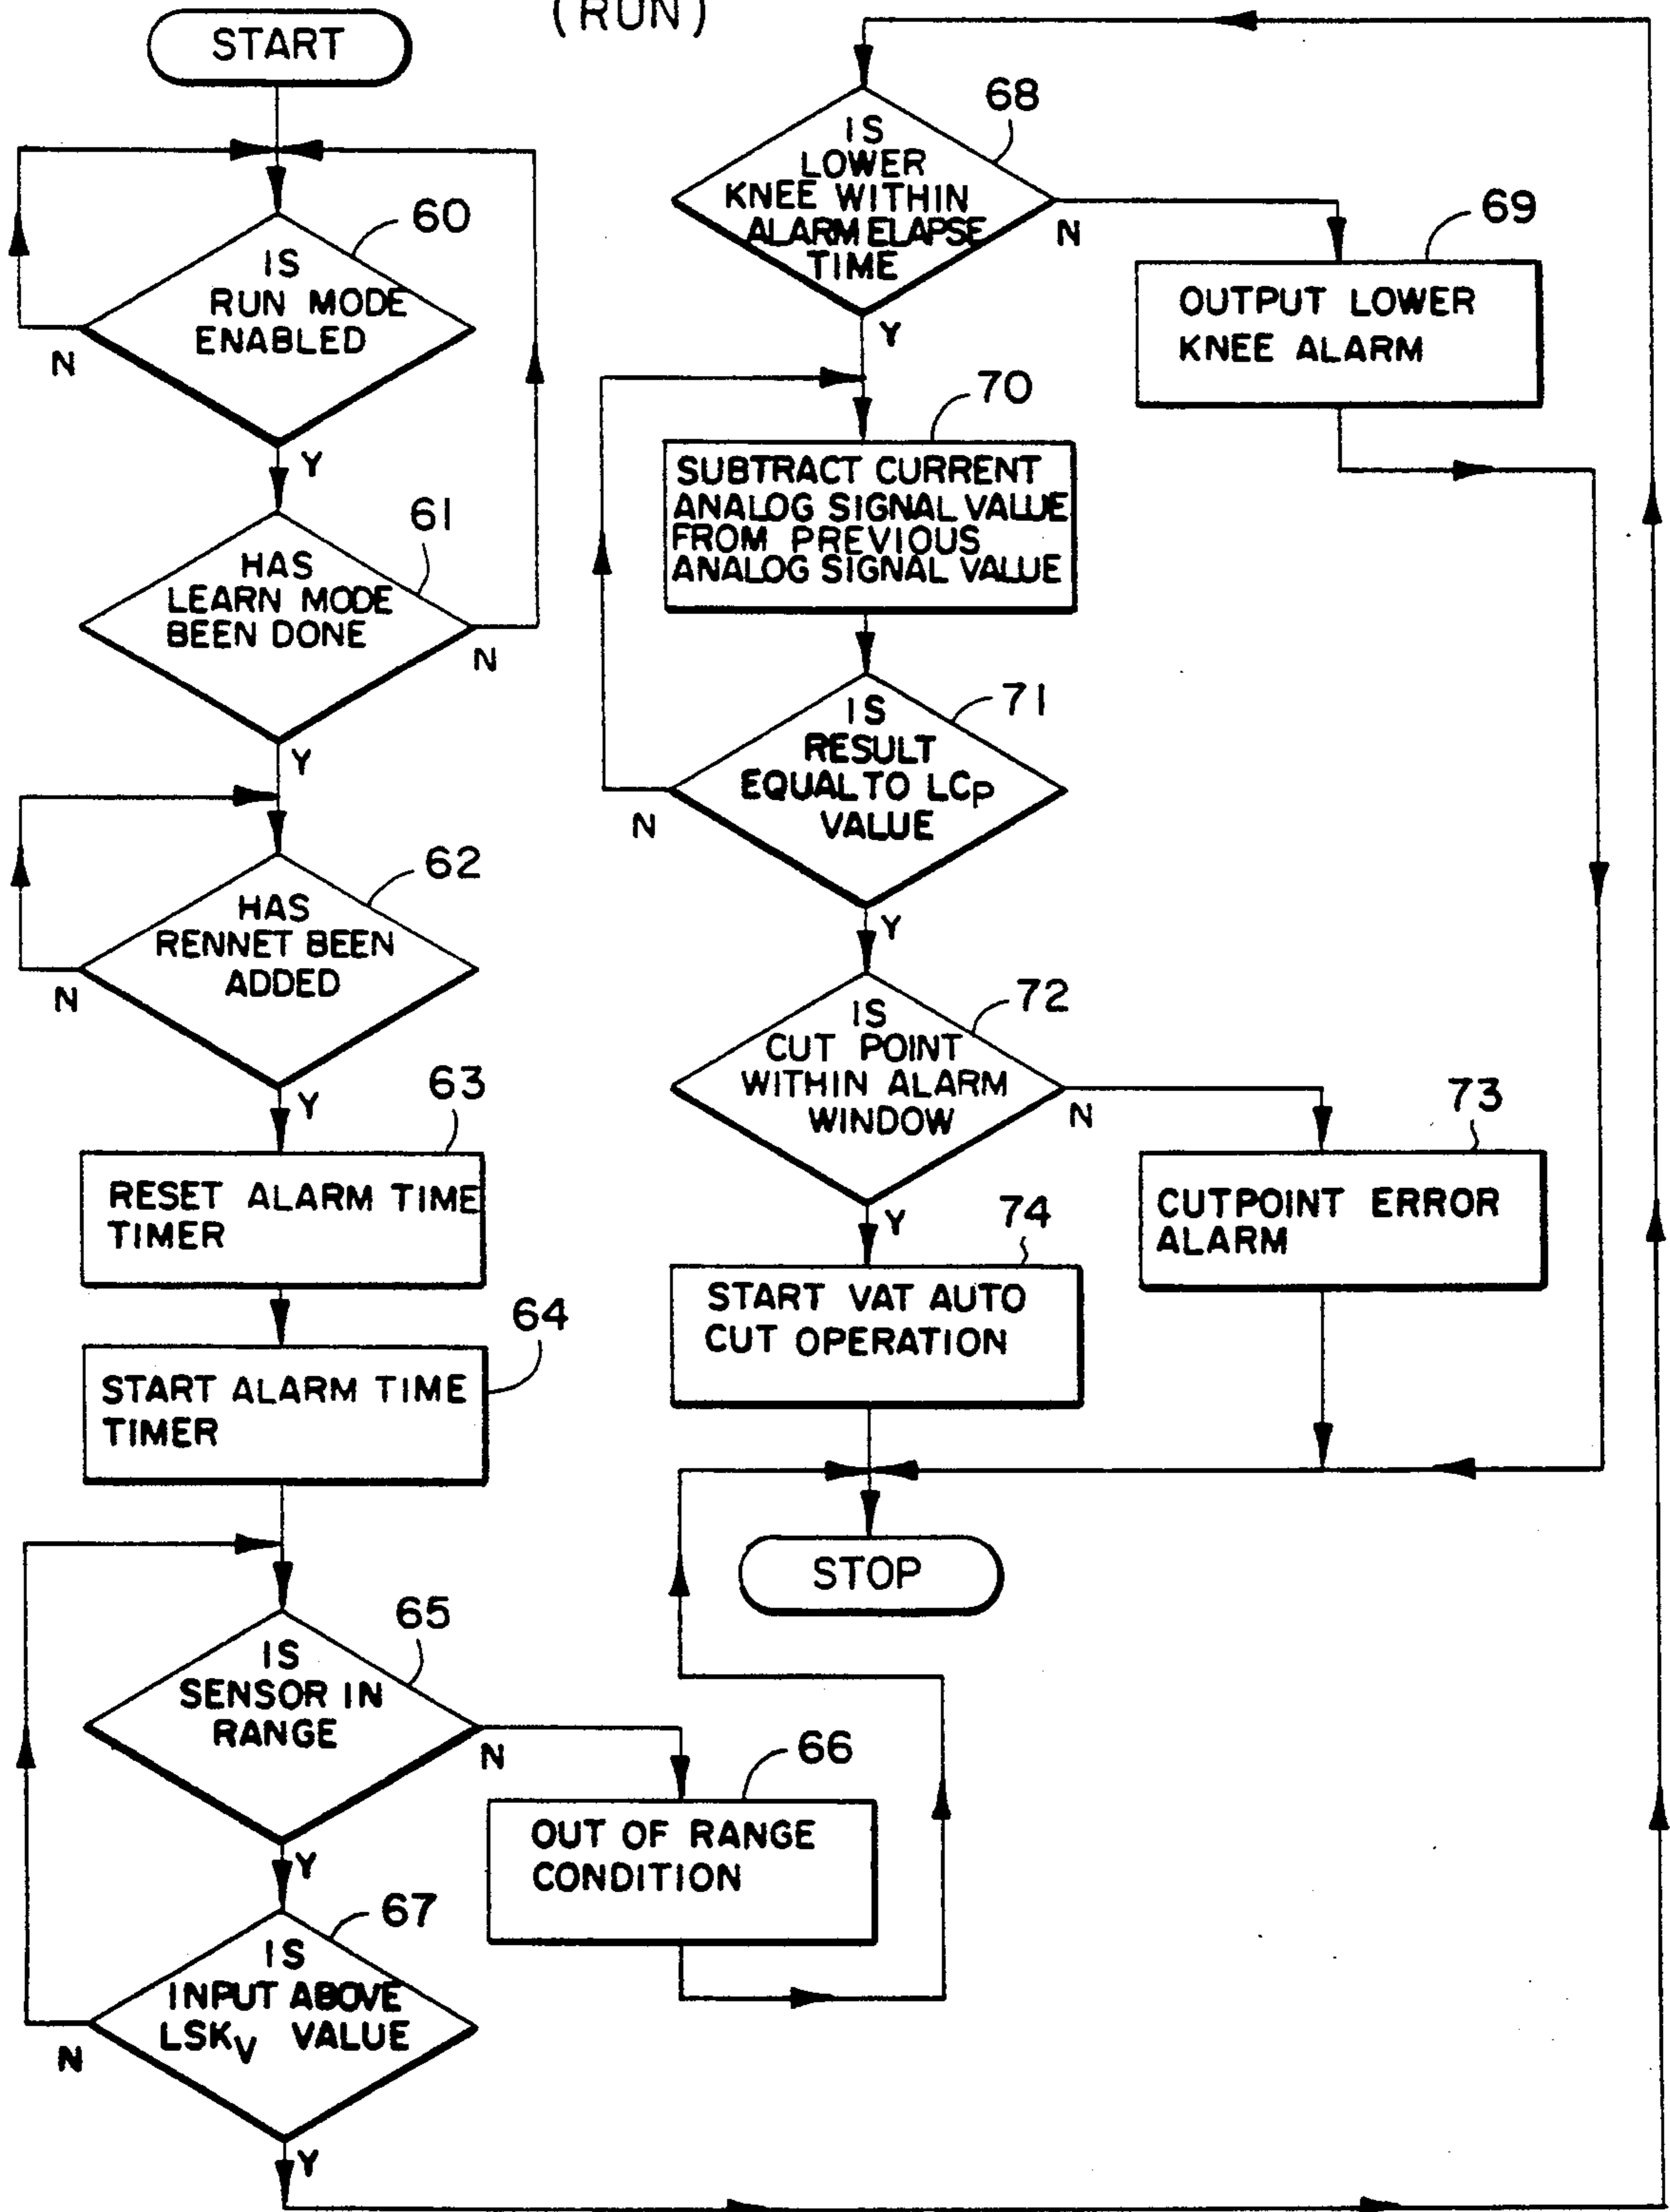 (RUN)
START
60
IS
RUN MODE
ENABLED
N
Y
61
HAS
LEARN MODE
BEEN DONE
N
Y
62
HAS
RENNET BEEN
ADDED
N
Y
63
RESET ALARM TIME
TIMER
64
START ALARM TIME
TIMER
65
IS
SENSOR IN
RANGE
N
Y
66
OUT OF RANGE
CONDITION
67
IS
INPUT ABOVE
LSKV VALUE
N
Y
68
IS
LOWER
KNEE WITHIN
ALARM ELAPSE
TIME
N
Y
69
OUTPUT LOWER
KNEE ALARM
70
SUBTRACT CURRENT
ANALOG SIGNAL VALUE
FROM PREVIOUS
ANALOG SIGNAL VALUE
71
IS
RESULT
EQUAL TO LCP
VALUE
N
Y
72
IS
CUT POINT
WITHIN ALARM
WINDOW
N
Y
73
CUTPOINT ERROR
ALARM
74
START VAT AUTO
CUT OPERATION
STOP